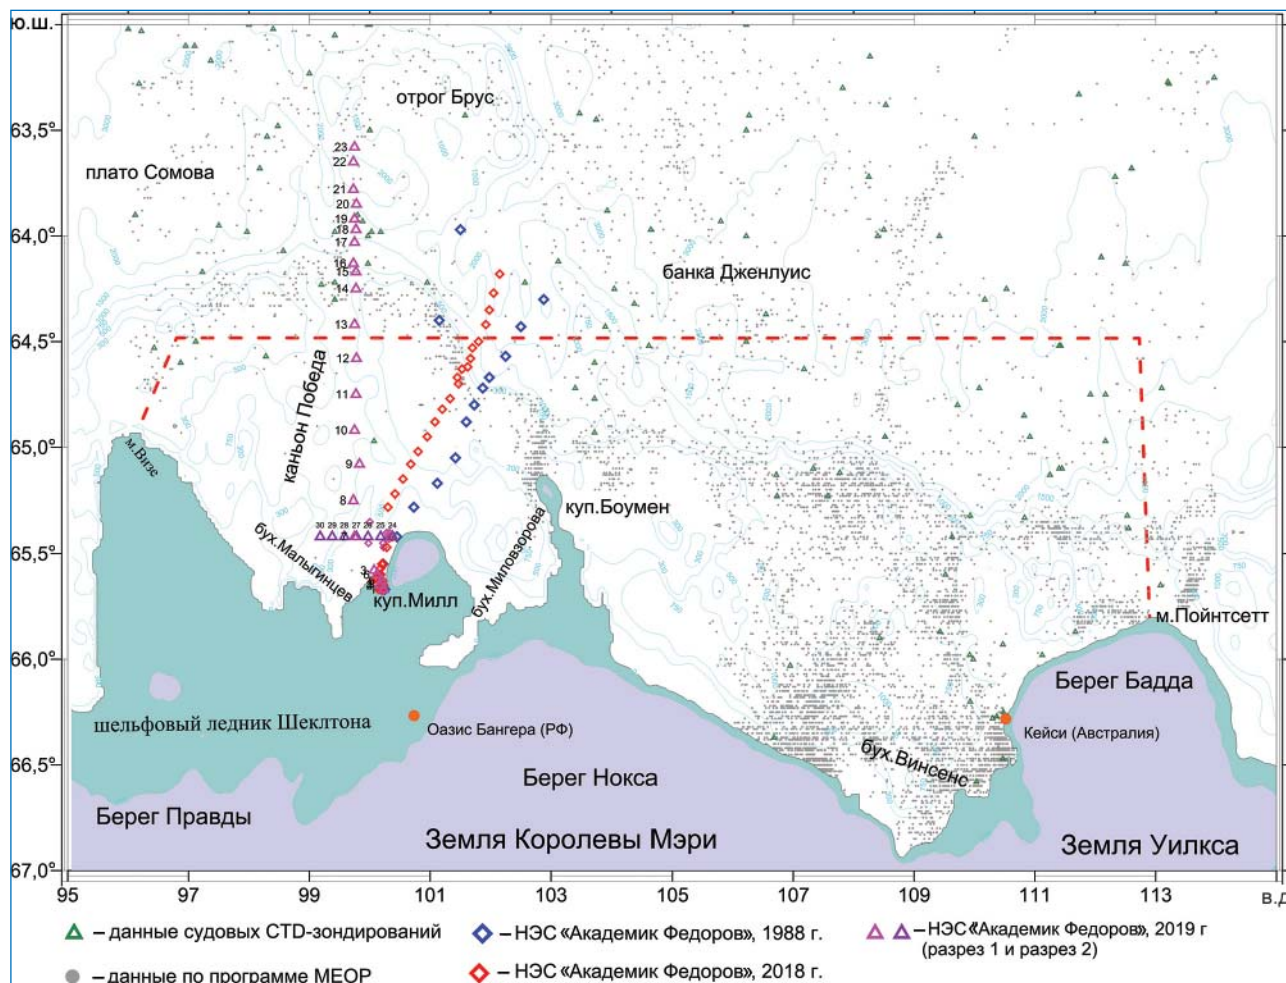 ю.ш.
63,5°
64,0°
64,5°
65,0°
65,5°
66,0°
66,5°
67,0°
отрог Брус
плато Сомова
банка Дженлуис
каньон Победа
м.Визе
бух.Малыгинцев
куп.Милл
бух.Миловзорова
куп.Боумен
м.Пойнтсетт
Берег Бадда
шельфовый ледник Шеклтона
Оазис Бангера (РФ)
Кейси (Австралия)
бух.Винсенс
Берег Нокса
Берег Правды
Земля Королевы Мэри
Земля Уилкса
23
22
21
20
19
18
17
16
15
14
13
12
11
10
9
8
30 29 28 27 26 25 24
95 97 99 101 103 105 107 109 111 113 в.д
– данные судовых CTD-зондирований
– НЭС «Академик Федоров», 1988 г.
– НЭС «Академик Федоров», 2019 г
(разрез 1 и разрез 2)
– данные по программе МЕОР
– НЭС «Академик Федоров», 2018 г.